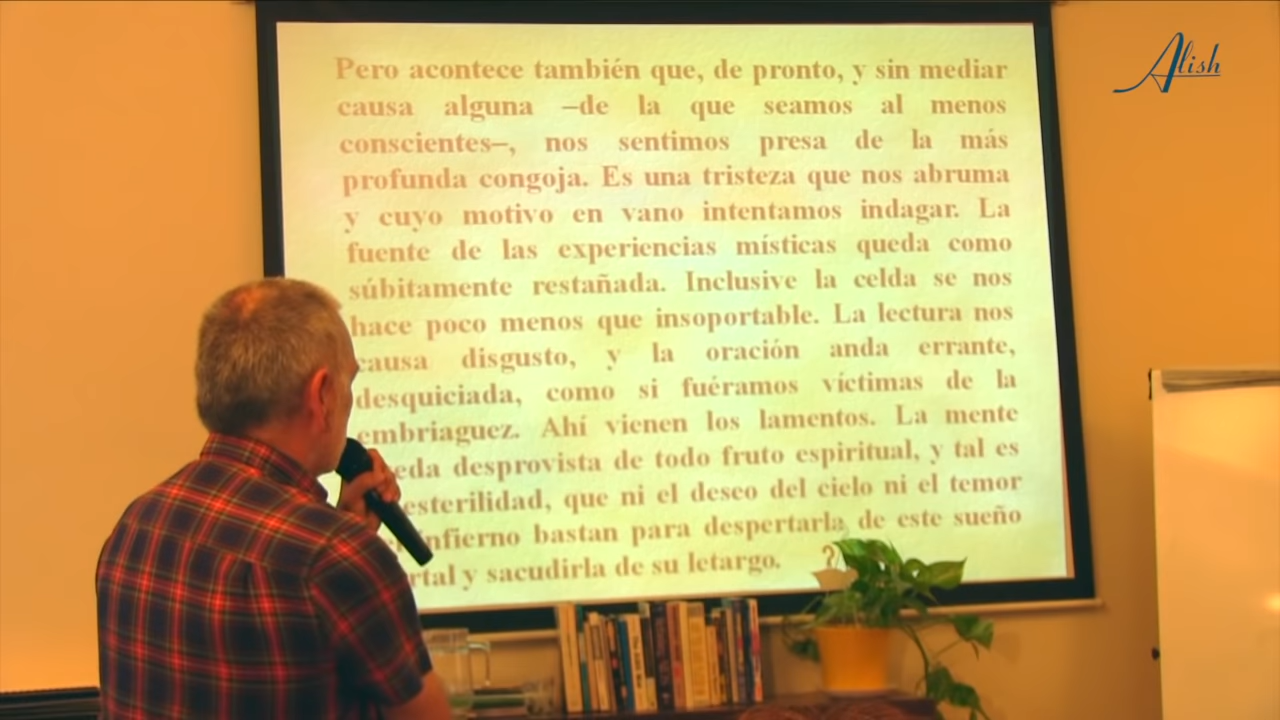 Pero acontece también que, de pronto, y sin mediar
causa alguna –de la que seamos al menos
conscientes–, nos sentimos presa de la más
profunda congoja. Es una tristeza que nos abruma
y cuyo motivo en vano intentamos indagar. La
fuente de las experiencias místicas queda como
súbitamente restañada. Inclusive la celda se nos
hace poco menos que insoportable. La lectura nos
causa disgusto, y la oración anda errante,
desquiciada, como si fuéramos víctimas de la
embriaguez. Ahí vienen los lamentos. La mente
desprovista de todo fruto espiritual, y tal es
esterilidad, que ni el deseo del cielo ni el temor
infierno bastan para despertarla de este sueño
y sacudirla de su letargo. ?
Alish